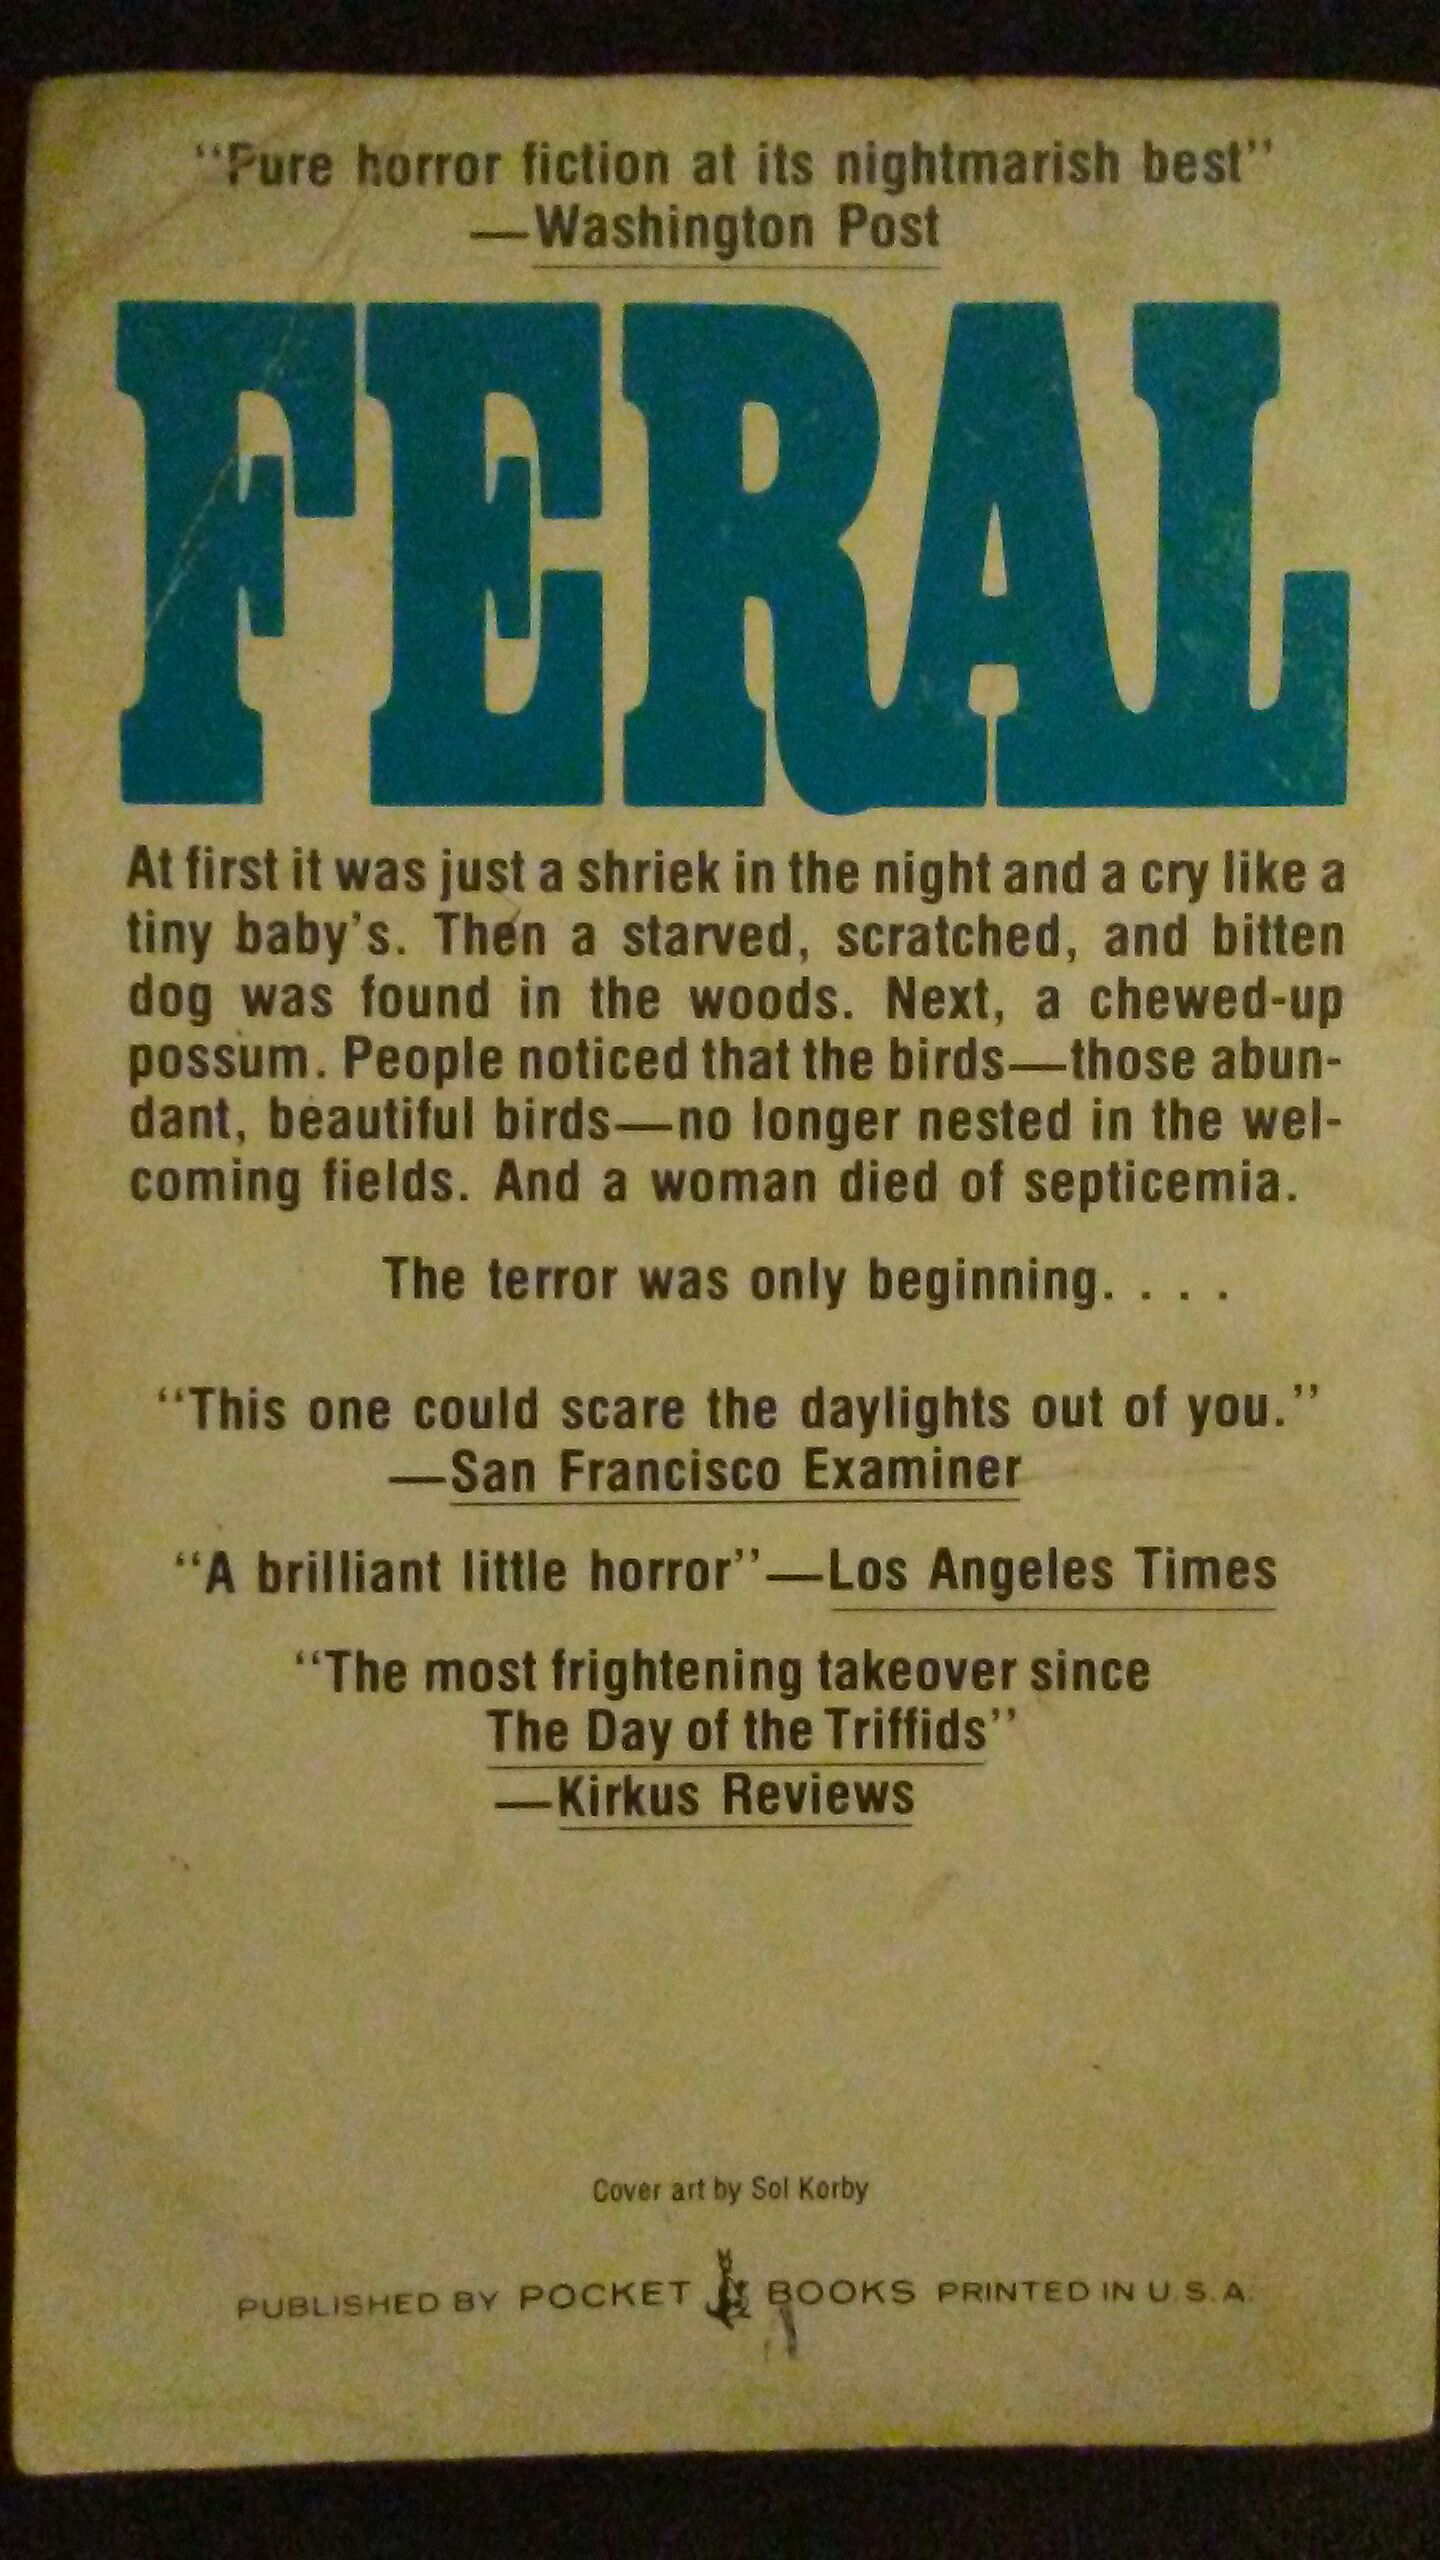 “Pure horror fiction at its nightmarish best”
—Washington Post
FERAL
At first it was just a shriek in the night and a cry like a
tiny baby’s. Then a starved, scratched, and bitten
dog was found in the woods. Next, a chewed-up
possum. People noticed that the birds—those abun-
dant, beautiful birds—no longer nested in the wel-
coming fields. And a woman died of septicemia.
The terror was only beginning. . . .
“This one could scare the daylights out of you.”
—San Francisco Examiner
“A brilliant little horror”—Los Angeles Times
“The most frightening takeover since
The Day of the Triffids”
—Kirkus Reviews
Cover art by Sol Korby
PUBLISHED BY POCKET BOOKS PRINTED IN U.S.A.